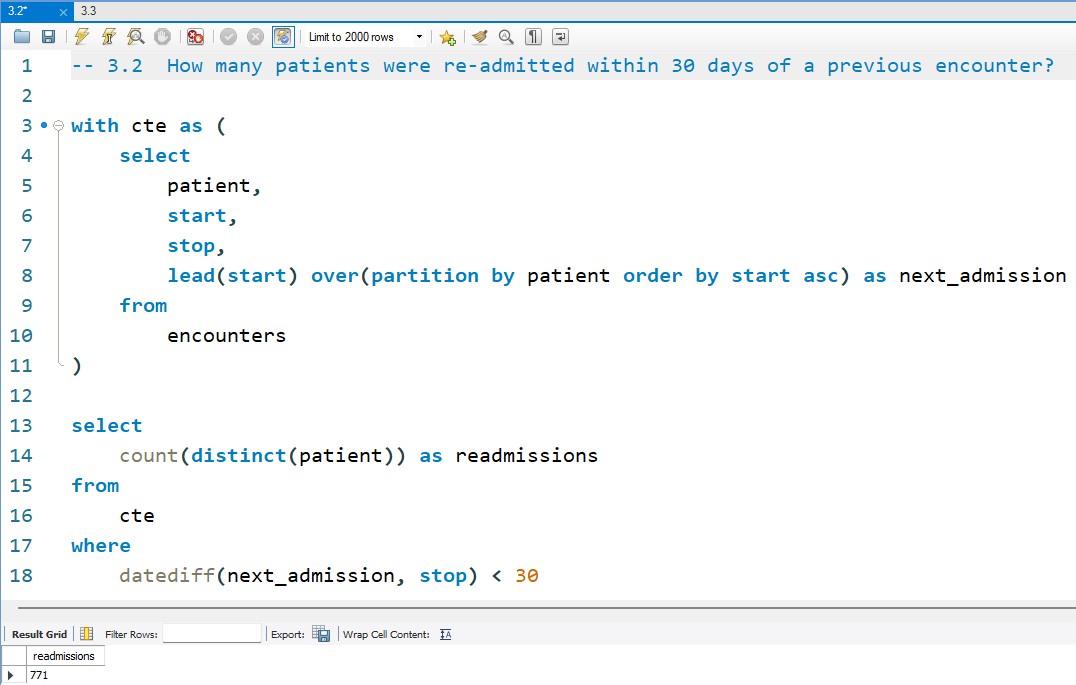 3.2* × 3.3
Limit to 2000 rows
1 -- 3.2  How many patients were re-admitted within 30 days of a previous encounter?
2
3 with cte as (
4 select
5 patient,
6 start,
7 stop,
8 lead(start) over(partition by patient order by start asc) as next_admission
9 from
10 encounters
11 )
12
13 select
14 count(distinct(patient)) as readmissions
15 from
16 cte
17 where
18 datediff(next_admission, stop) < 30
Result Grid Filter Rows: Export: Wrap Cell Content: IA
readmissions
771